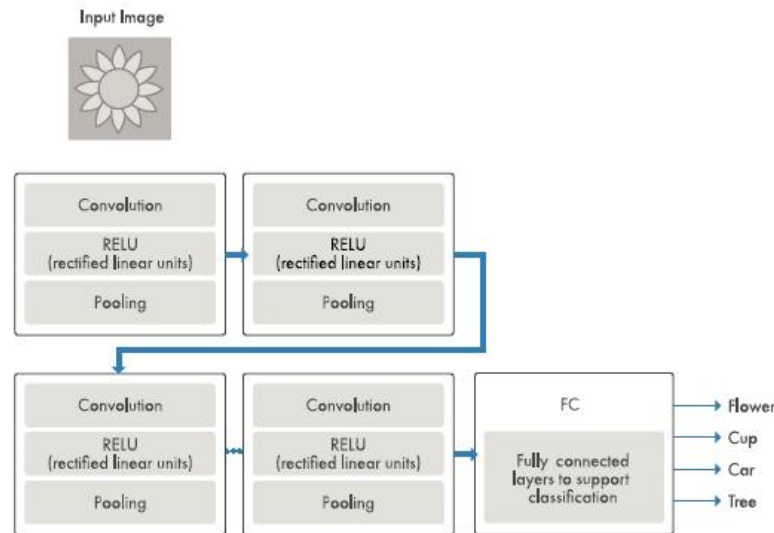 Input Image
Convolution
RELU
(rectified linear units)
Pooling
Convolution
RELU
(rectified linear units)
Pooling
Convolution
RELU
(rectified linear units)
Pooling
Convolution
RELU
(rectified linear units)
Pooling
FC
Fully connected
layers to support
classification
Flower
Cup
Car
Tree